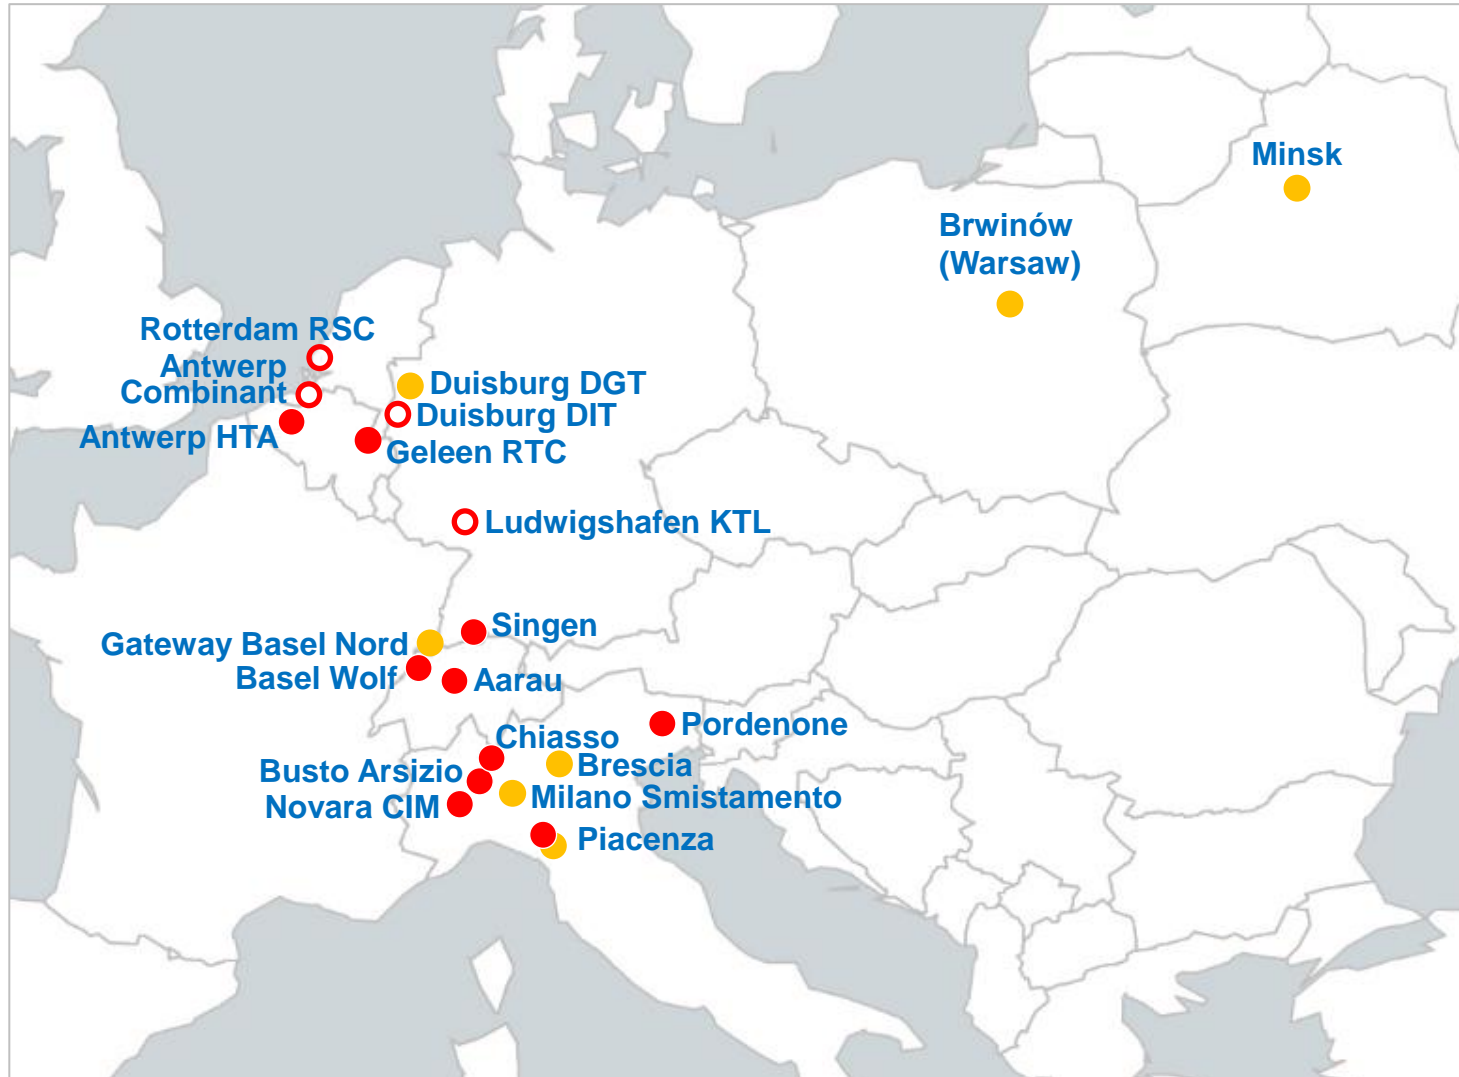 Minsk
Brwinów
(Warsaw)
Rotterdam RSC
Antwerp
Combinant
Antwerp HTA
Duisburg DGT
Duisburg DIT
Geleen RTC
Ludwigshafen KTL
Singen
Gateway Basel Nord
Basel Wolf
Aarau
Pordenone
Chiasso
Brescia
Busto Arsizio
Milano Smistamento
Novara CIM
Piacenza